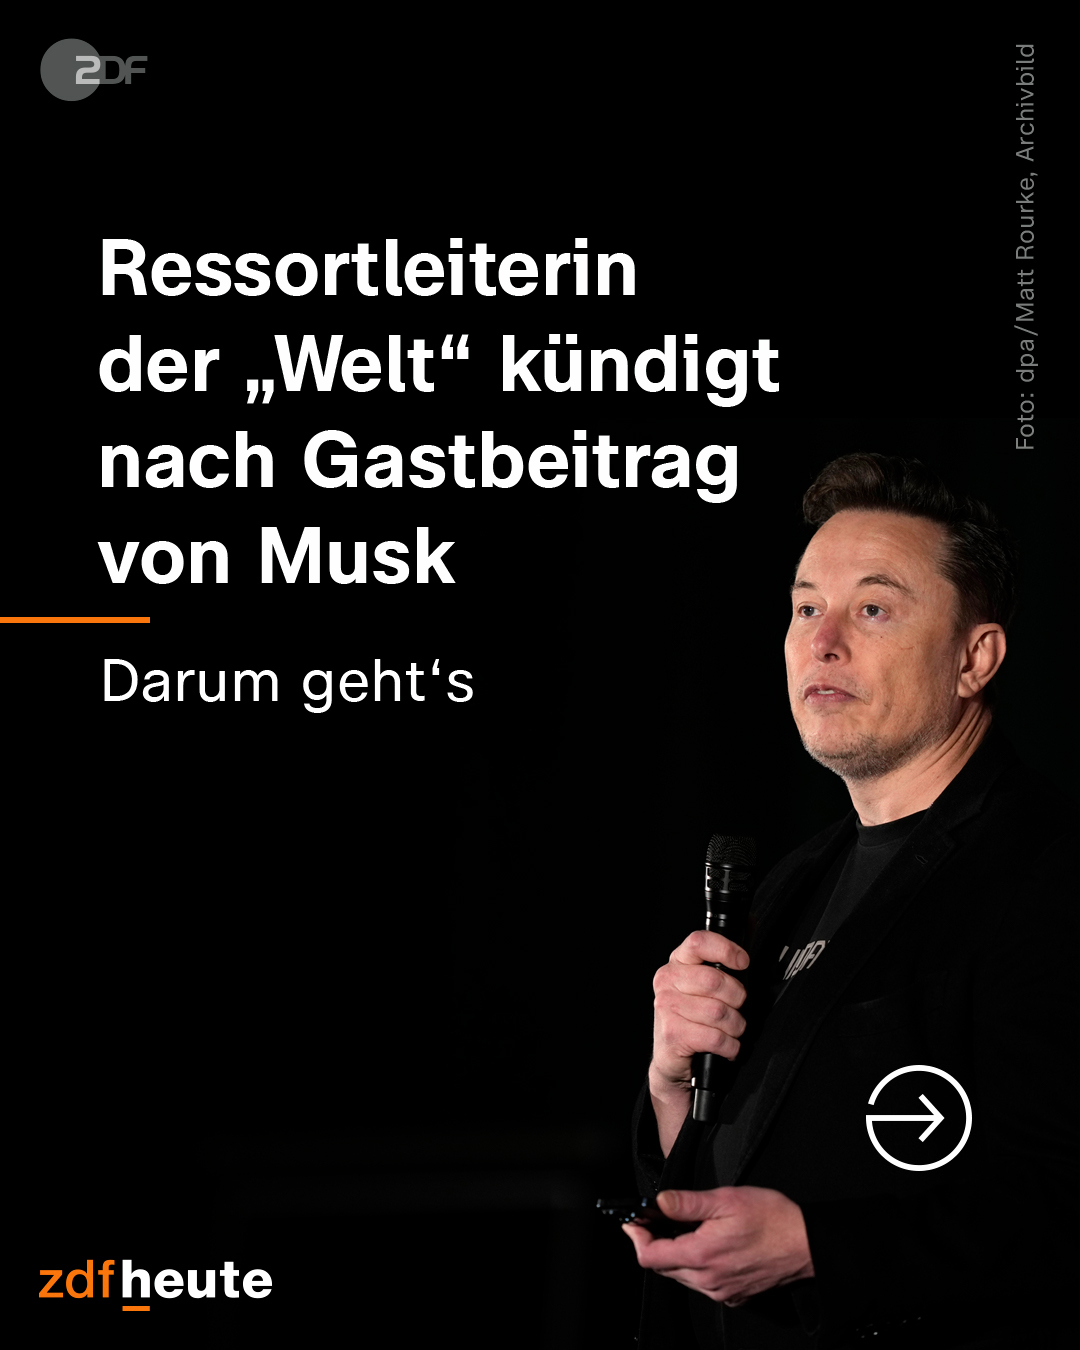 ZDF
Foto: dpa/Matt Rourke, Archivbild
Ressortleiterin
der „Welt“ kündigt
nach Gastbeitrag
von Musk
Darum geht‘s
zdfheute